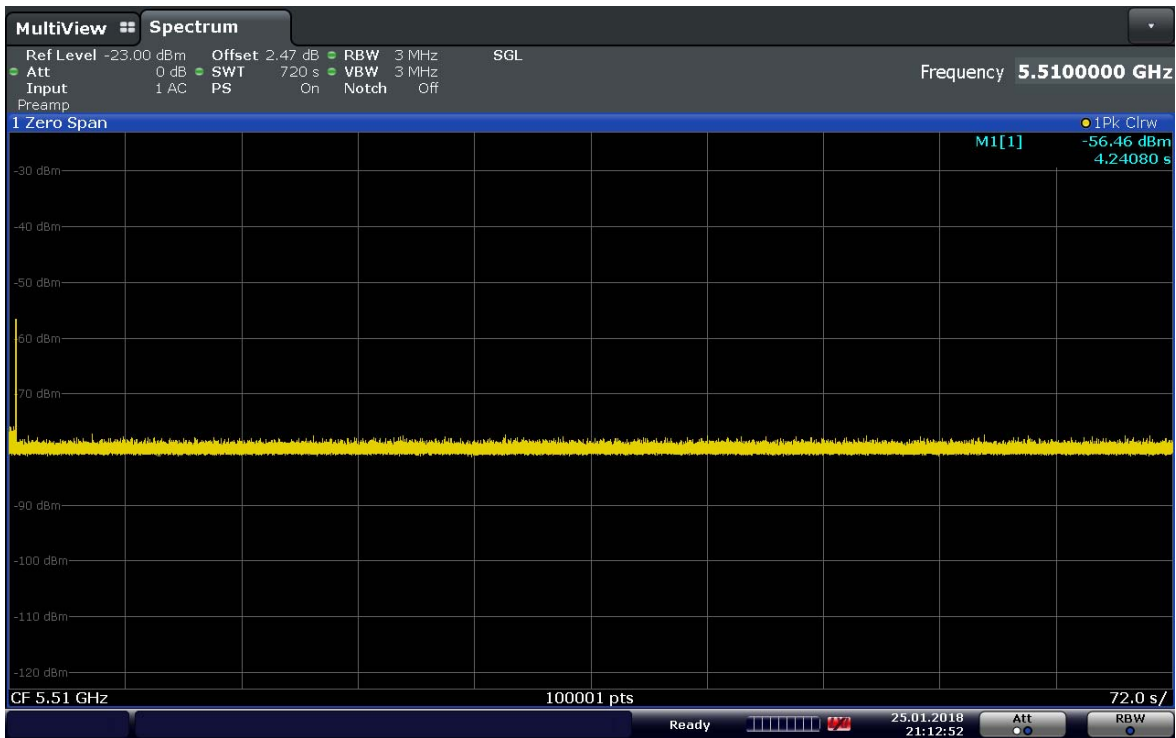 MultiView Spectrum
Ref Level -23.00 dBm Offset 2.47 dB RBW 3 MHz SGL
Att 0 dB SWT 720 s VBW 3 MHz Frequency 5.5100000 GHz
Input 1 AC PS On Notch Off
Preamp
1 Zero Span 1Pk Clrw
M1[1] -56.46 dBm
4.24080 s
-30 dBm
-40 dBm
-50 dBm
-60 dBm
-70 dBm
-90 dBm
-100 dBm
-110 dBm
-120 dBm
CF 5.51 GHz 100001 pts 72.0 s/
Ready 25.01.2018 Att RBW
21:12:52